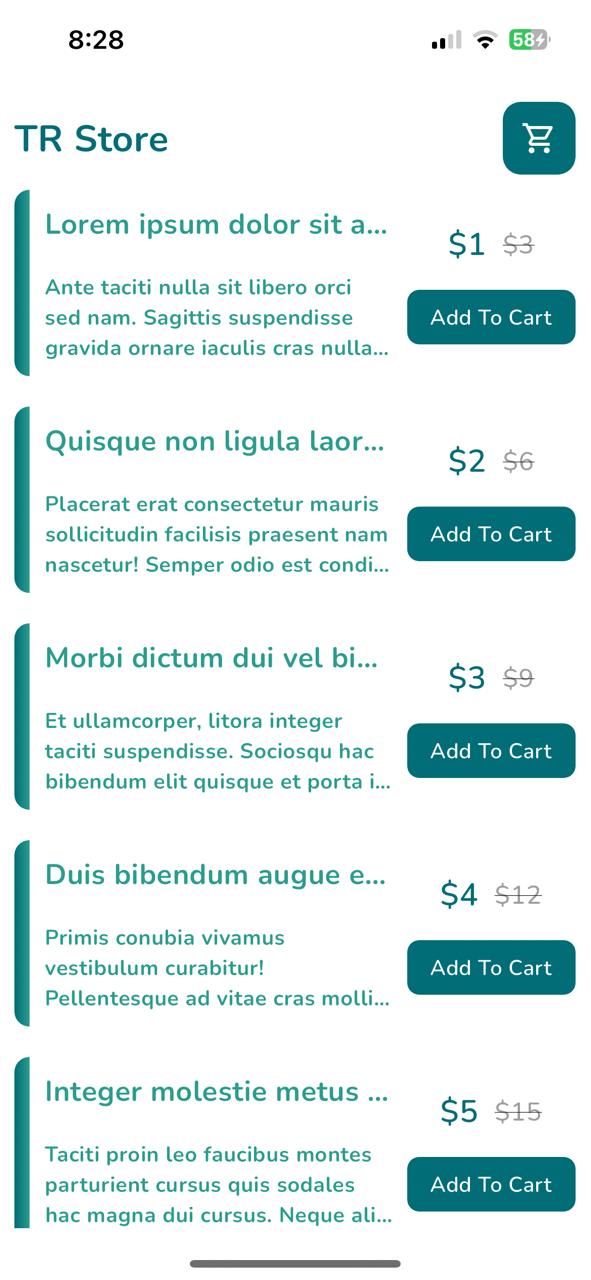 8:28
58
TR Store
Lorem ipsum dolor sit a...
$1 $3
Ante taciti nulla sit libero orci
sed nam. Sagittis suspendisse
gravida ornare iaculis cras nulla...
Add To Cart
Quisque non ligula laor...
$2 $6
Placerat erat consectetur mauris
sollicitudin facilisis praesent nam
nascetur! Semper odio est condi...
Add To Cart
Morbi dictum dui vel bi...
$3 $9
Et ullamcorper, litora integer
taciti suspendisse. Sociosqu hac
bibendum elit quisque et porta i...
Add To Cart
Duis bibendum augue e...
$4 $12
Primis conubia vivamus
vestibulum curabitur!
Pellentesque ad vitae cras molli...
Add To Cart
Integer molestie metus ...
$5 $15
Taciti proin leo faucibus montes
parturient cursus quis sodales
hac magna dui cursus. Neque ali...
Add To Cart